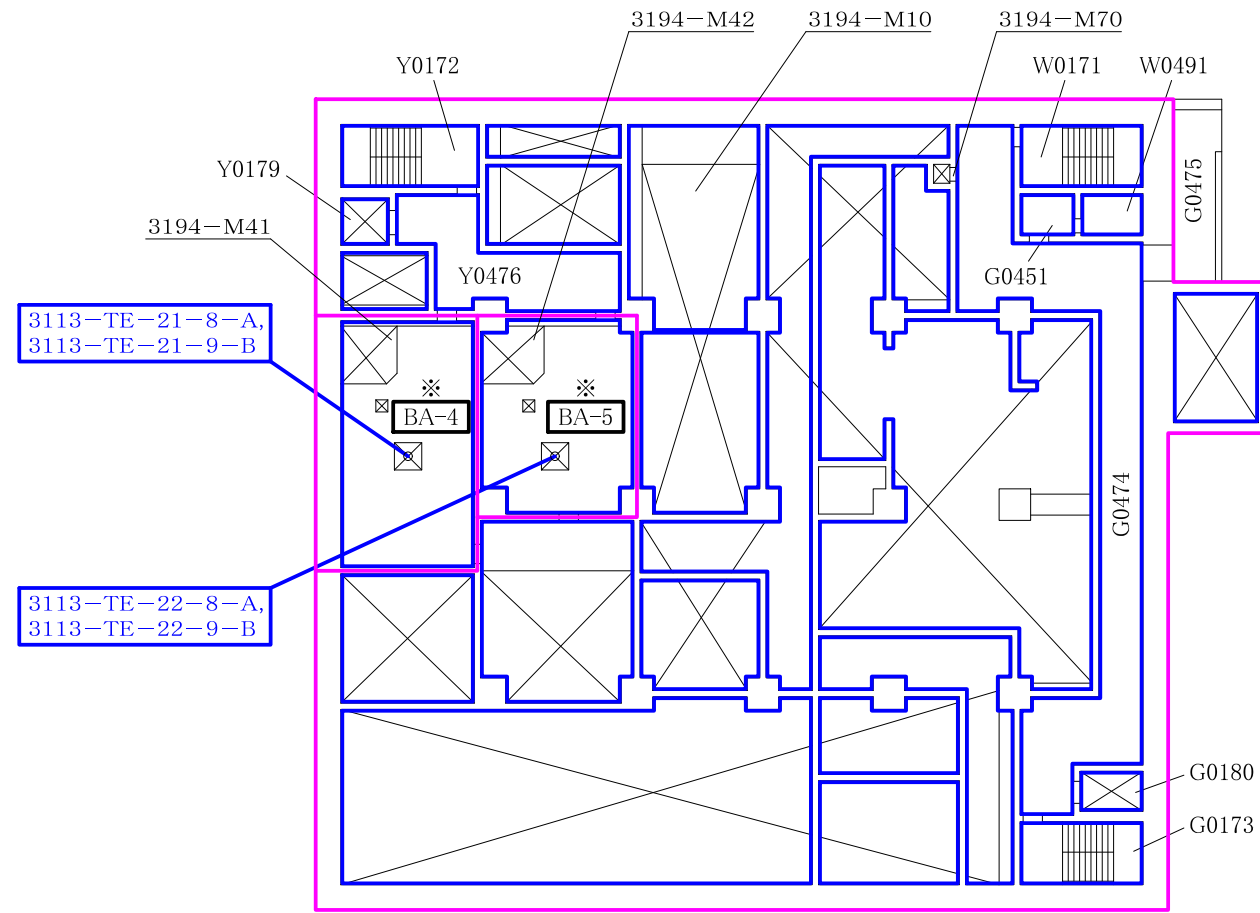 3194-M42
3194-M10
3194-M70
Y0172
W0171
W0491
Y0179
G0475
3194-M41
Y0476
G0451
3113-TE-21-8-A,
3113-TE-21-9-B
※
※
BA-4
BA-5
G0474
3113-TE-22-8-A,
3113-TE-22-9-B
G0180
G0173